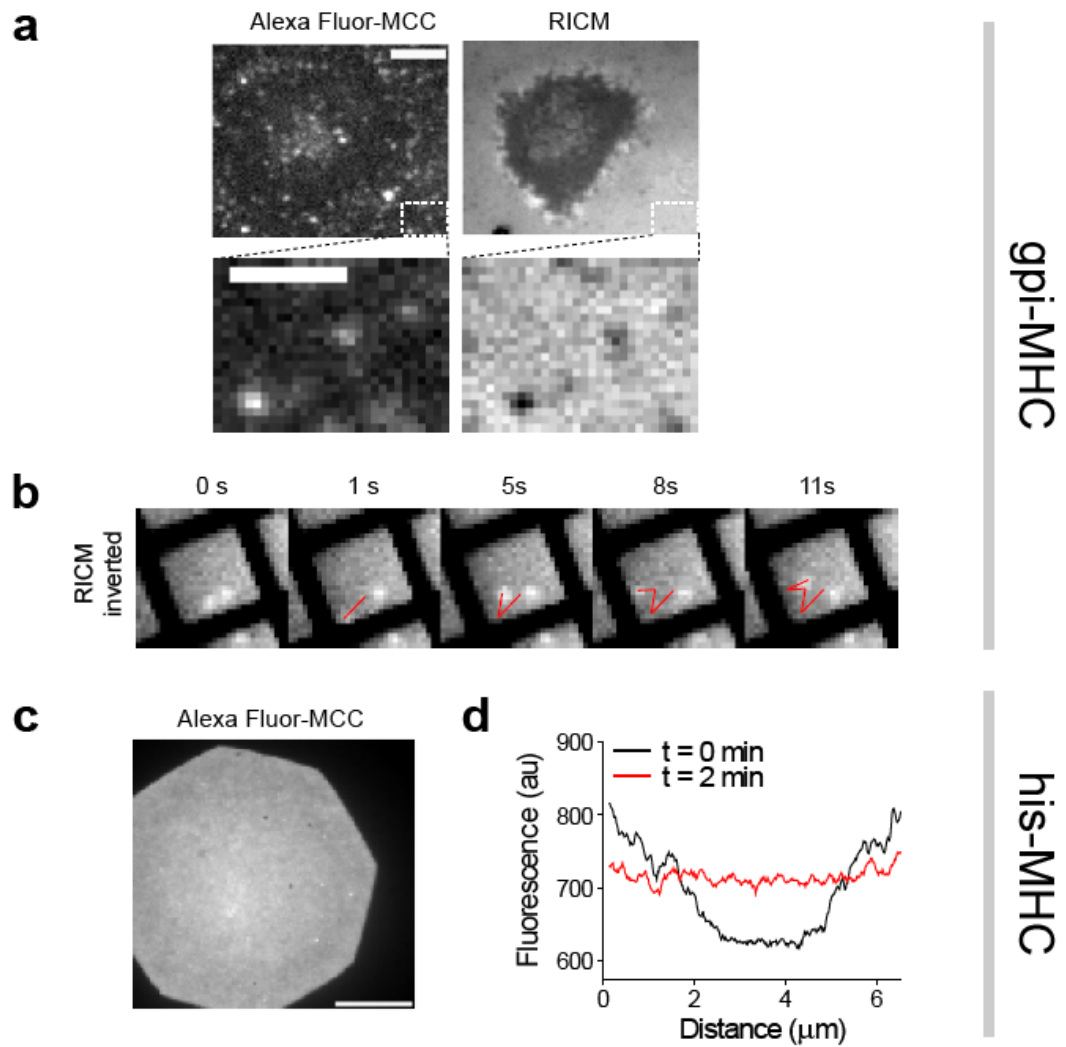 a
Alexa Fluor-MCC
RICM
gpi-MHC
b
0 s
1 s
5s
8s
11s
RICM
inverted
c
Alexa Fluor-MCC
d
900
800
700
600
Fluorescence (au)
t = 0 min
t = 2 min
0
2
4
6
Distance (μm)
his-MHC